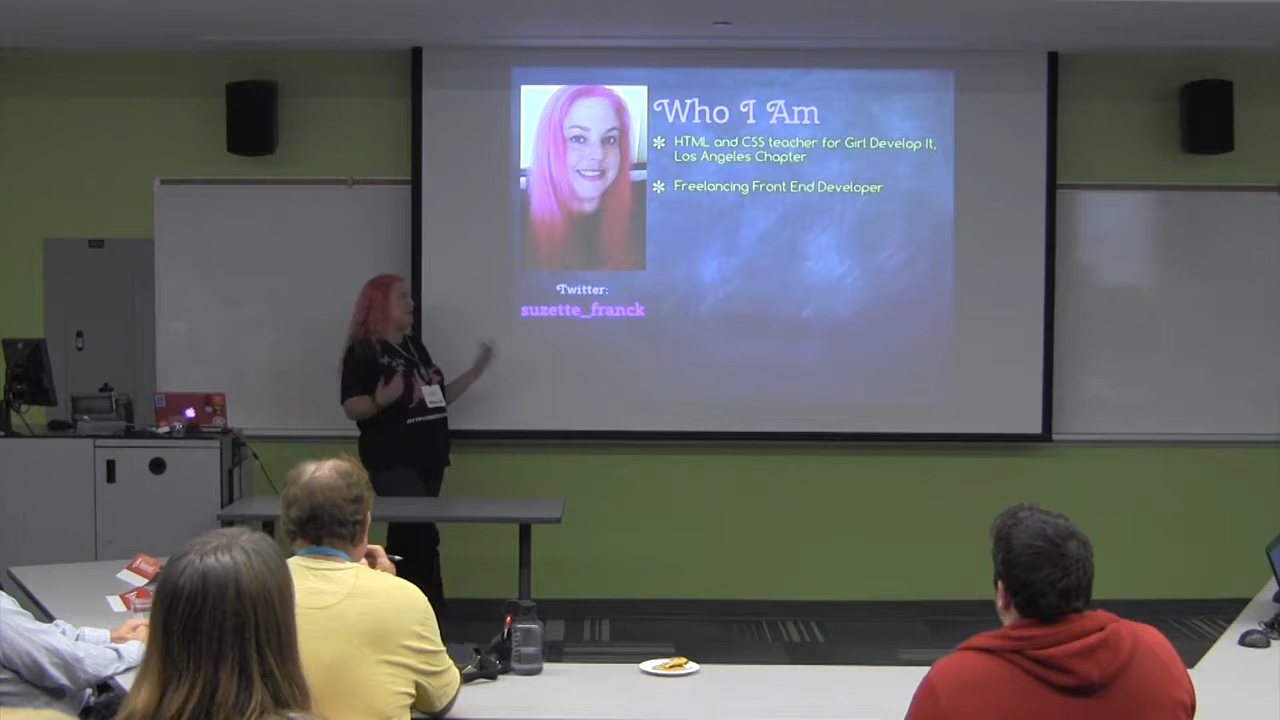 Who I Am
HTML and CSS teacher for Girl Develop It,
Los Angeles Chapter
Freelancing Front End Developer
Twitter:
suzette_franck